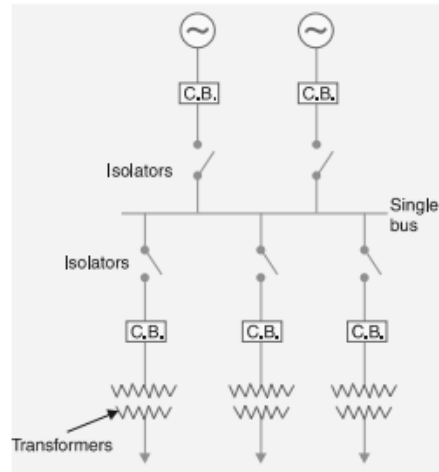 C.B.
C.B.
Isolators
Single
bus
Isolators
C.B.
C.B.
C.B.
Transformers